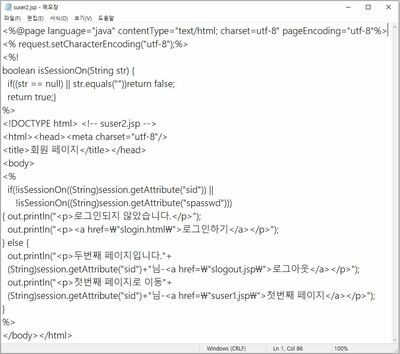 suser2.jsp - 메모장
파일(F) 편집(E) 서식(O) 보기(V) 도움말
<%@page language="java" contentType="text/html; charset=utf-8" pageEncoding="utf-8"%>
<% request.setCharacterEncoding("utf-8");%>
<%!
boolean isSessionOn(String str) {
if((str == null) || str.equals(""))return false;
return true;}
%>
<!DOCTYPE html> <!-- suser2.jsp -->
<html><head><meta charset="utf-8"/>
<title>회원 페이지</title></head>
<body>
<%
if(!isSessionOn((String)session.getAttribute("sid")) ||
!isSessionOn((String)session.getAttribute("spasswd")))
{ out.println("<p>로그인되지 않았습니다.</p>");
out.println("<p><a href=₩"slogin.html₩">로그인하기</a></p>");
} else {
out.println("<p>두번째 페이지입니다."+
(String)session.getAttribute("sid")+"님-<a href=₩"slogout.jsp₩">로그아웃</a></p>");
out.println("<p>첫번째 페이지로 이동"+
(String)session.getAttribute("sid")+"님-<a href=₩"suser1.jsp₩">첫번째 페이지</a></p>");
}
%>
</body></html>
Windows (CRLF) Ln 1, Col 86 100%